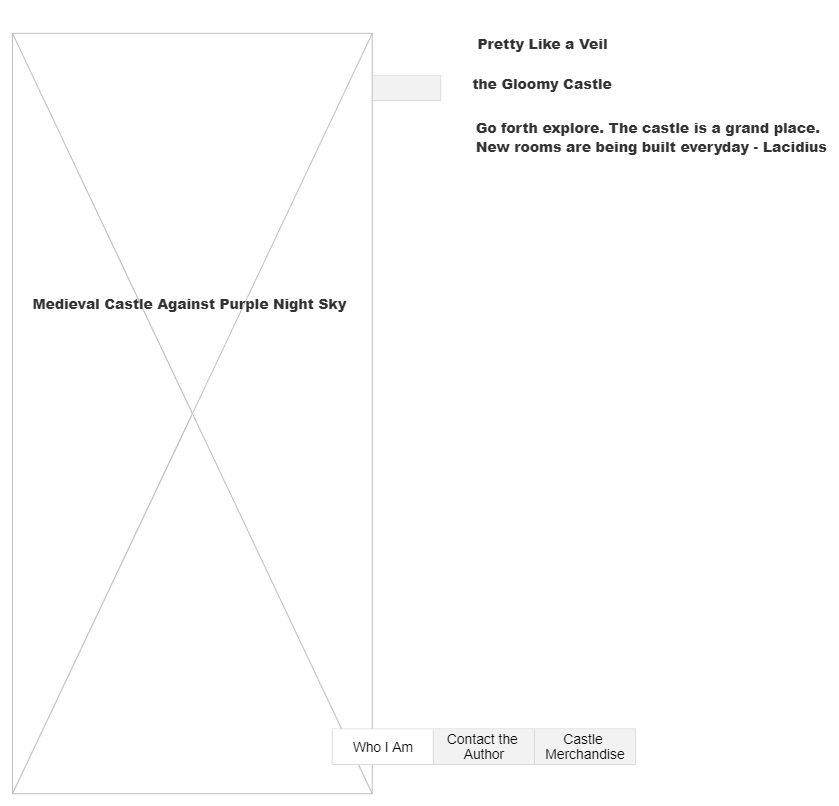 Pretty Like a Veil
the Gloomy Castle
Go forth explore. The castle is a grand place.
New rooms are being built everyday - Lacidius
Medieval Castle Against Purple Night Sky
Who I Am
Contact the
Author
Castle
Merchandise